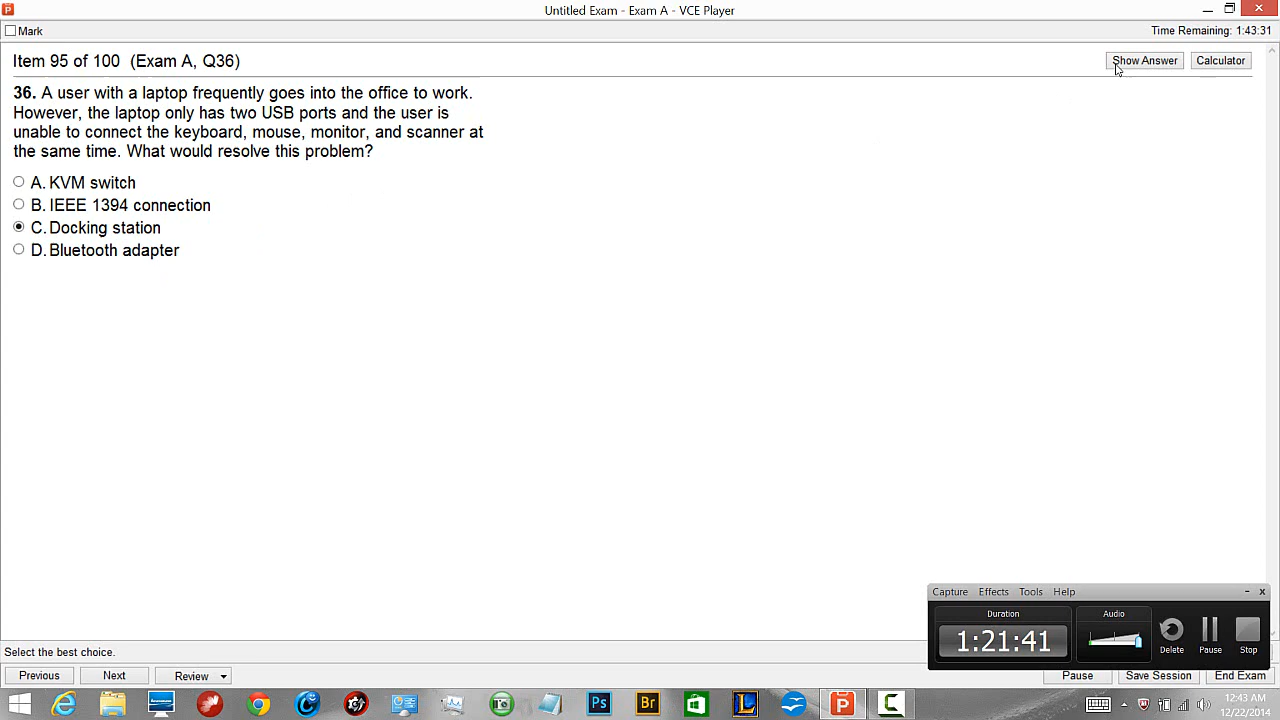 Untitled Exam - Exam A - VCE Player
Mark
Time Remaining: 1:43:31
Item 95 of 100 (Exam A, Q36)
Show Answer
Calculator
36. A user with a laptop frequently goes into the office to work.
However, the laptop only has two USB ports and the user is
unable to connect the keyboard, mouse, monitor, and scanner at
the same time. What would resolve this problem?
A. KVM switch
B. IEEE 1394 connection
C. Docking station
D. Bluetooth adapter
Capture Effects Tools Help
Duration
Audio
1:21:41
Delete
Pause
Stop
Select the best choice.
Previous
Next
Review
Pause
Save Session
End Exam
Ps
Br
L
12:43 AM
12/22/2014